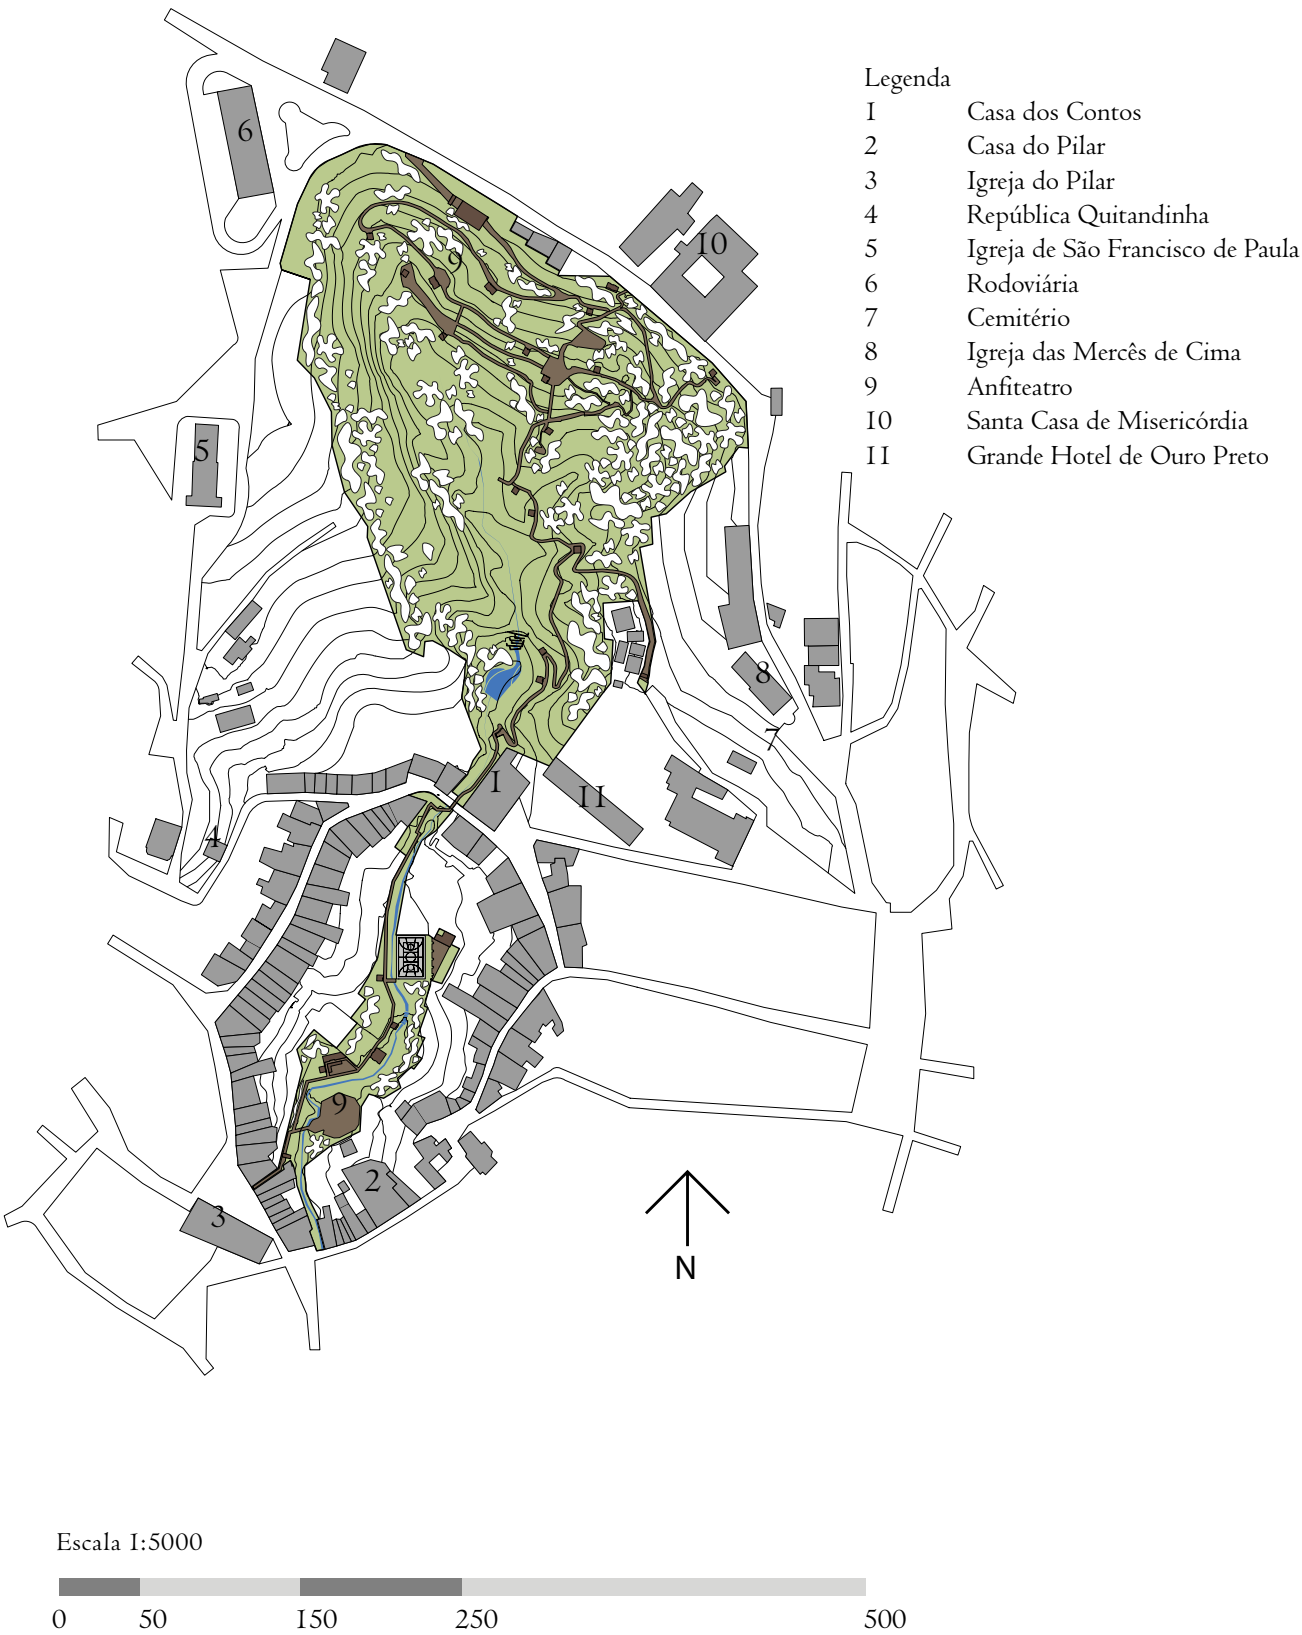 Legenda
1 Casa dos Contos
2 Casa do Pilar
3 Igreja do Pilar
4 República Quitandinha
5 Igreja de São Francisco de Paula
6 Rodoviária
7 Cemitério
8 Igreja das Mercês de Cima
9 Anfiteatro
10 Santa Casa de Misericórdia
11 Grande Hotel de Ouro Preto
6
10
9
5
8
7
1
11
4
9
2
3
N
Escala 1:5000
0 50 150 250 500